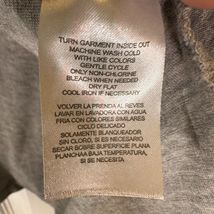 TURN GARMENT INSIDE OUT
MACHINE WASH COLD
WITH LIKE COLORS
GENTLE CYCLE
ONLY NON-CHLORINE
BLEACH WHEN NEEDED
DRY FLAT
COOL IRON IF NECESSARY
VOLVER LA PRENDA AL REVES
LAVAR EN LAVADORA CON AGUA
FRIA CON COLORES SIMILARES
CICLO DELICADO
SOLAMENTE BLANQUEADOR
SIN CLORO, SI ES NECESARIO
SECAR SOBRE SUPERFICIE PLANA
PLANCHAA BAJA TEMPERATURA,
SI ES NECESITA